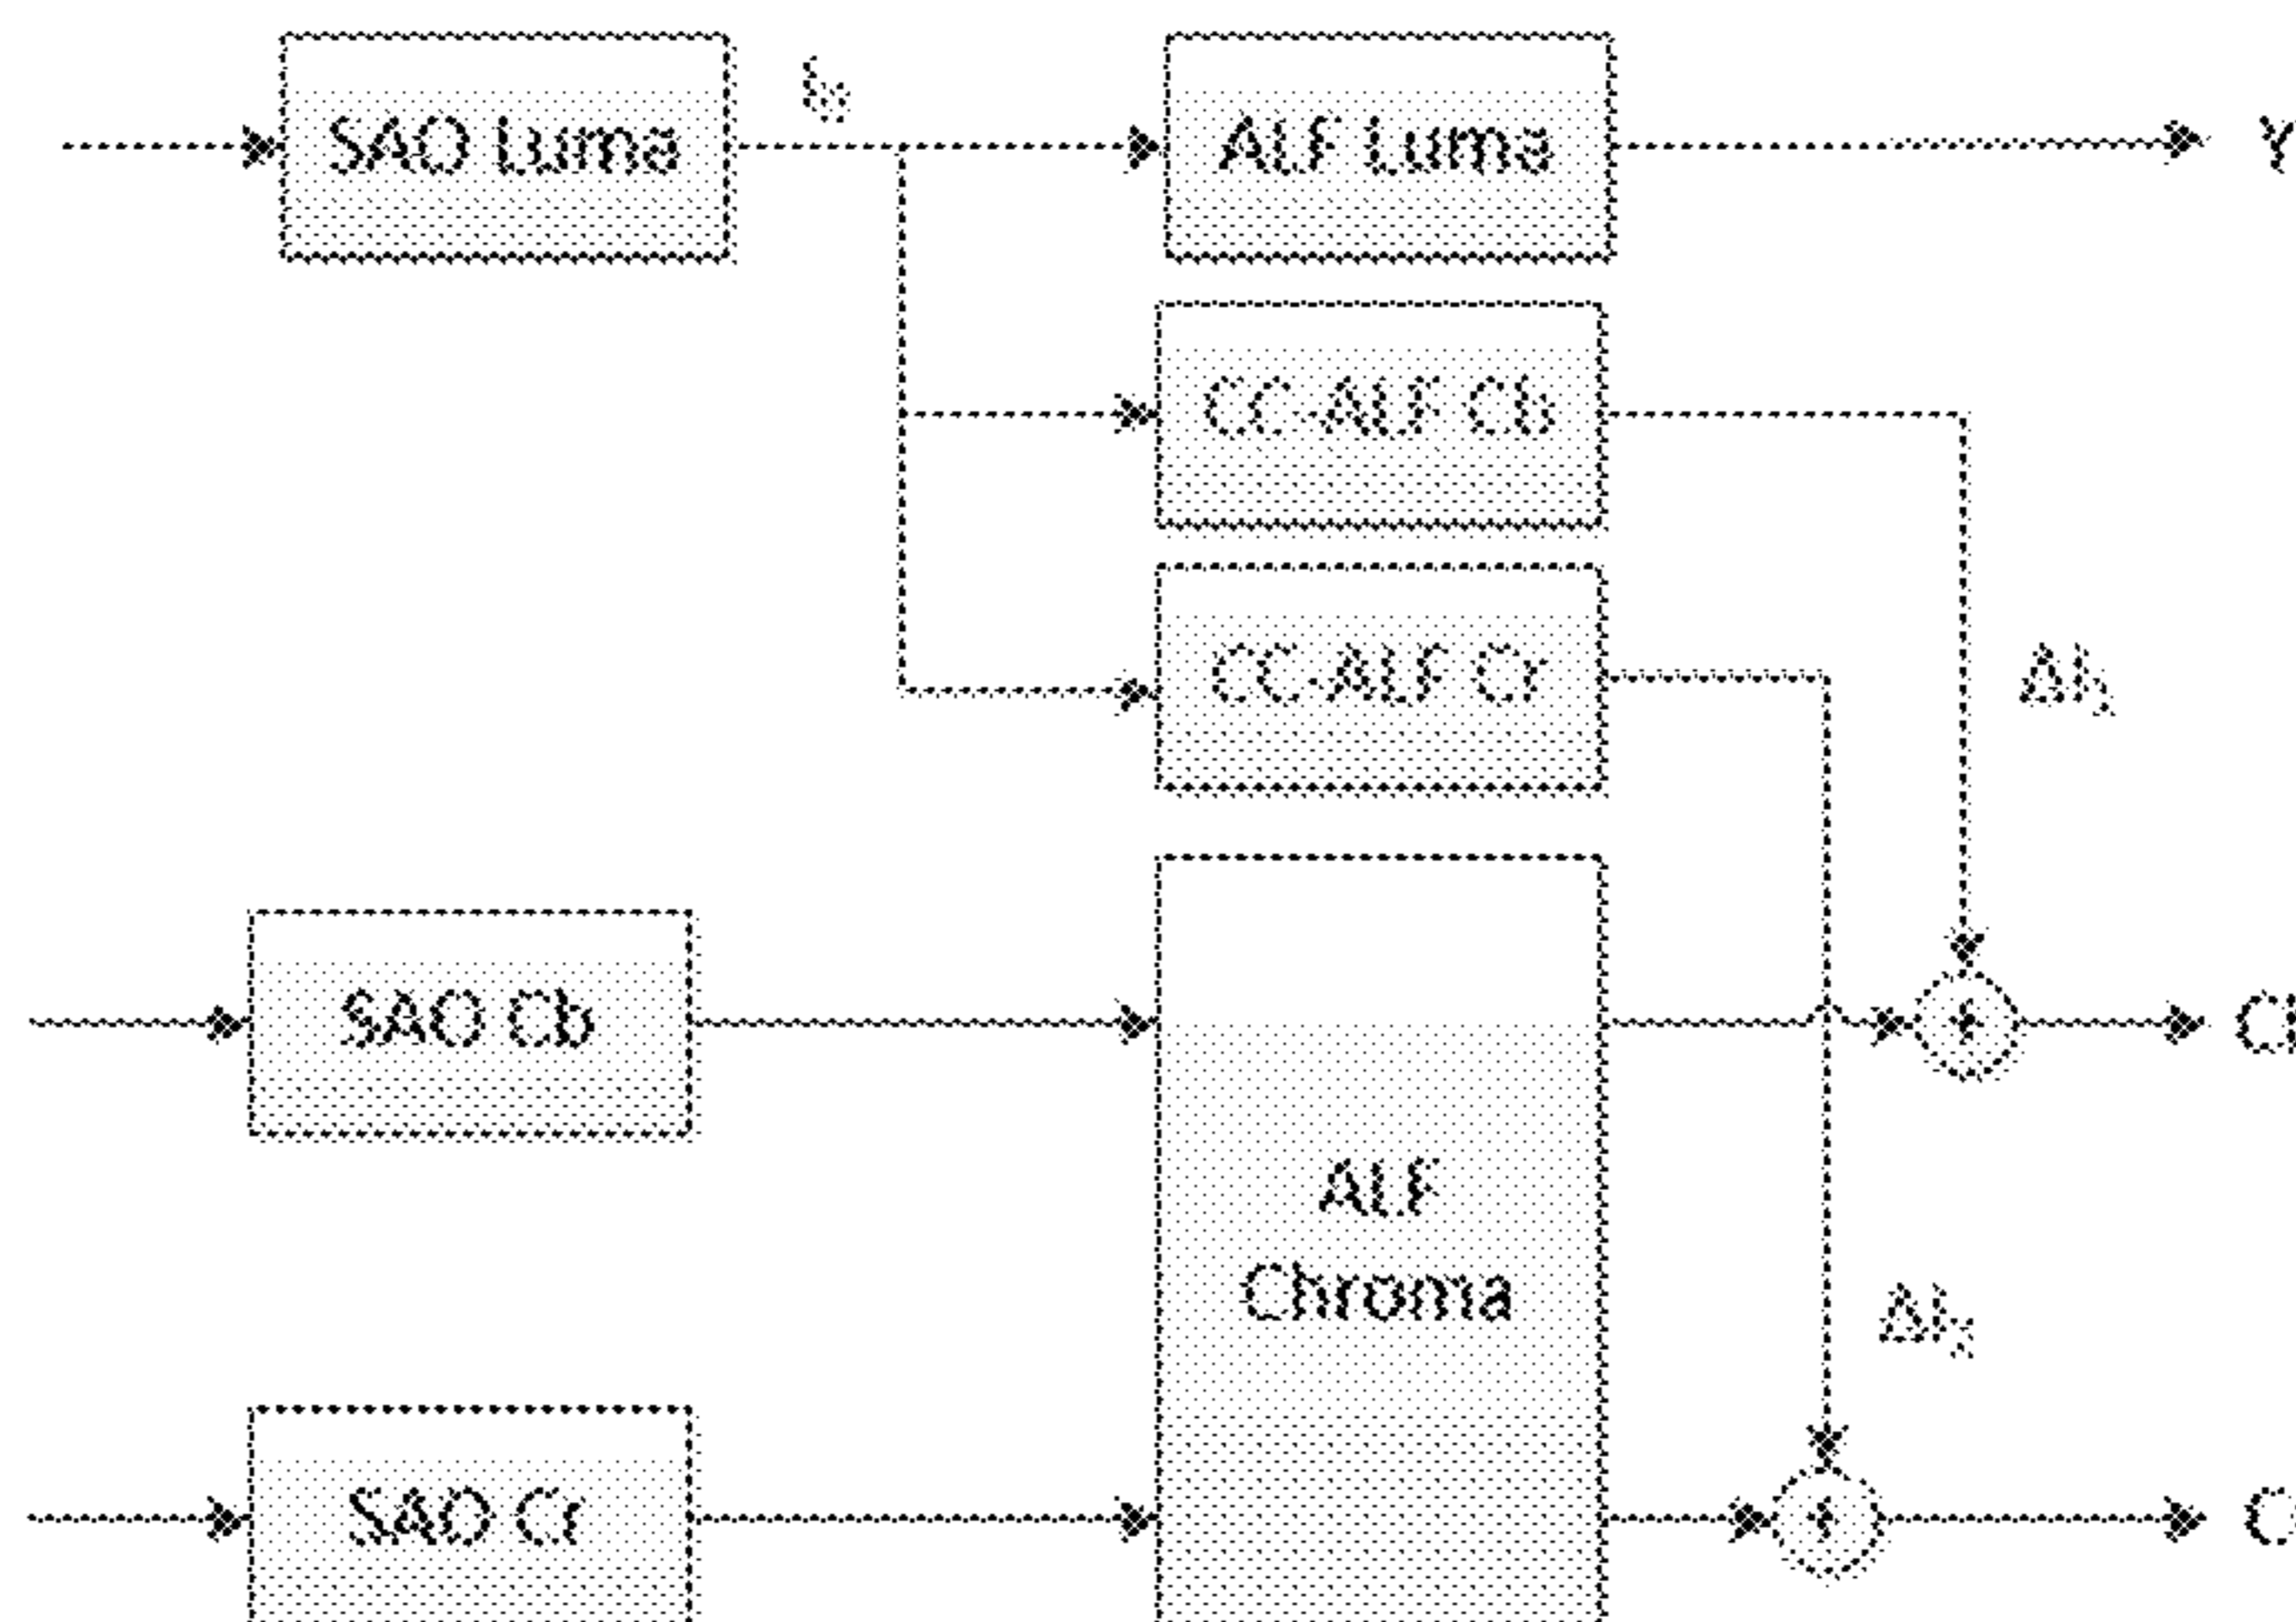 SAO Luma
ALF Luma
Y
CC-ALF Cb
CC-ALF Cr
SAO Cb
ALF
Chroma
SAO Cr